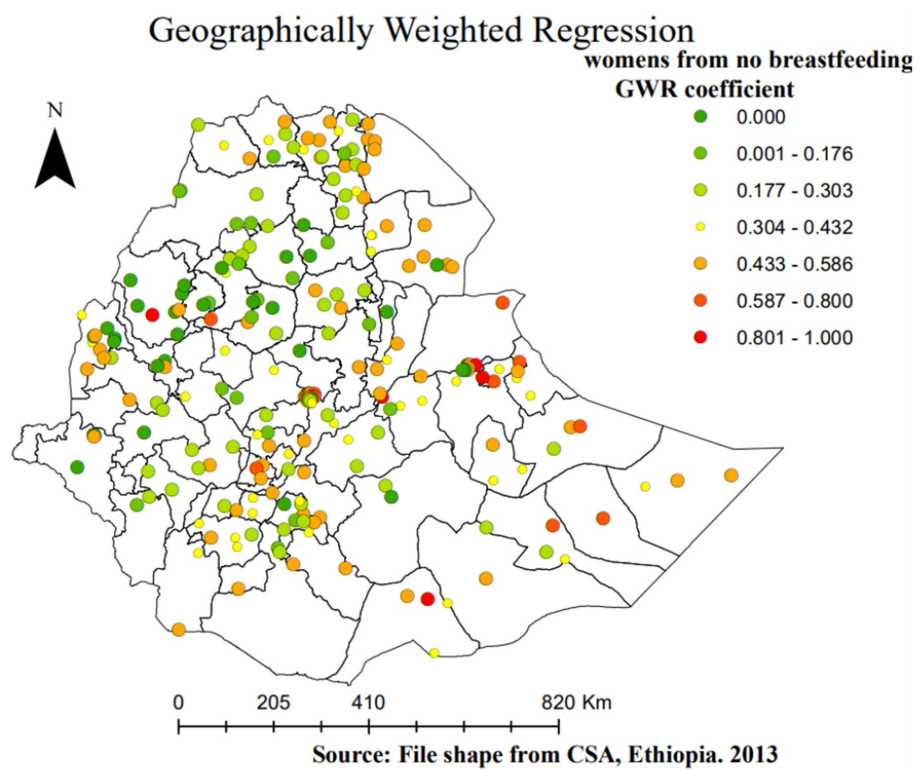 Geographically Weighted Regression
womens from no breastfeeding
GWR coefficient
N
0.000
0.001 - 0.176
0.177 - 0.303
0.304 - 0.432
0.433 - 0.586
0.587 - 0.800
0.801 - 1.000
0 205 410 820 Km
Source: File shape from CSA, Ethiopia. 2013